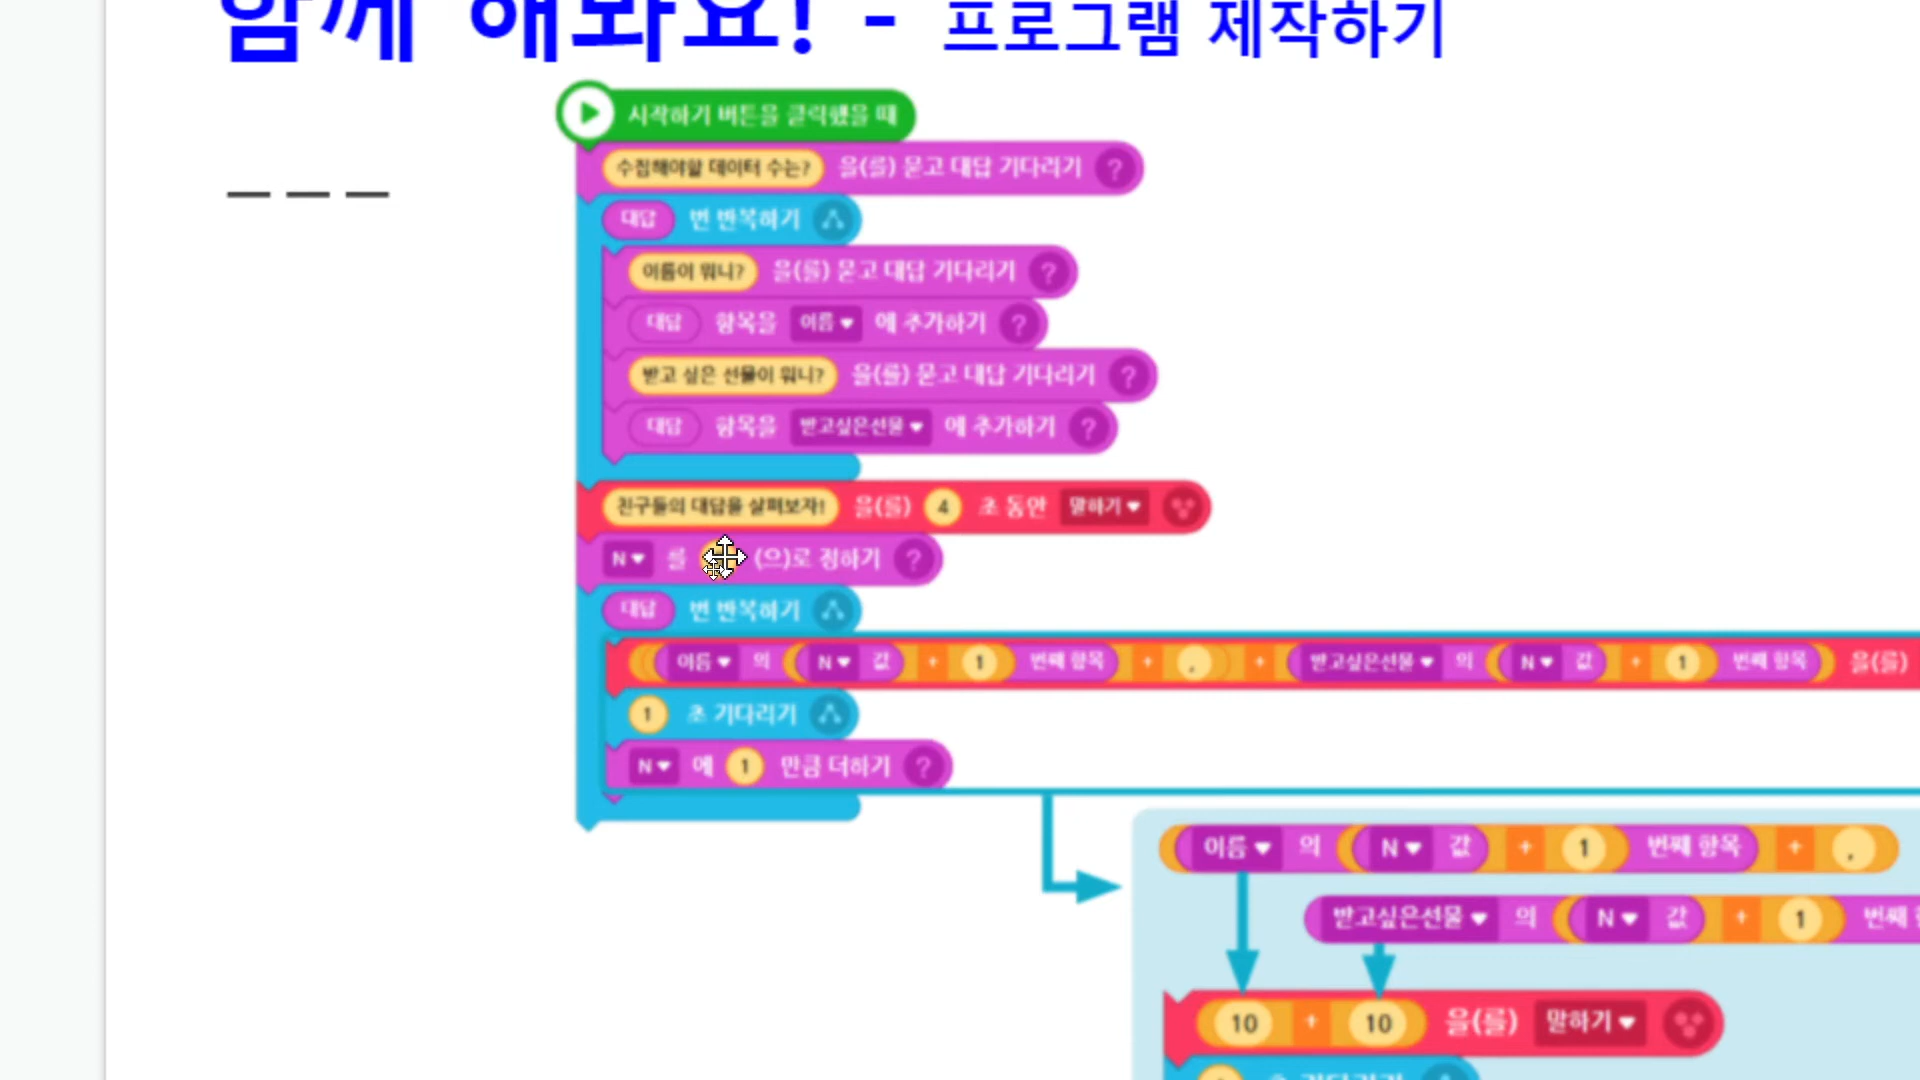 함께 해봐요! - 프로그램 제작하기
시작하기 버튼을 클릭했을 때
수집해야할 데이터 수는? 을(를) 묻고 대답 기다리기 ?
대답 번 반복하기
이름이 뭐니? 을(를) 묻고 대답 기다리기 ?
대답 항목을 이름 에 추가하기 ?
받고 싶은 선물이 뭐니? 을(를) 묻고 대답 기다리기 ?
대답 항목을 받고싶은선물 에 추가하기 ?
친구들의 대답을 살펴보자! 을(를) 4 초 동안 말하기
N 를 (으)로 정하기 ?
대답 번 반복하기
이름 의 N 값 + 1 번째 항목 + , + 받고싶은선물 의 N 값 + 1 번째 항목 을(를)
1 초 기다리기
N 에 1 만큼 더하기 ?
이름 의 N 값 + 1 번째 항목 + ,
받고싶은선물 의 N 값 + 1 번째
10 + 10 을(를) 말하기